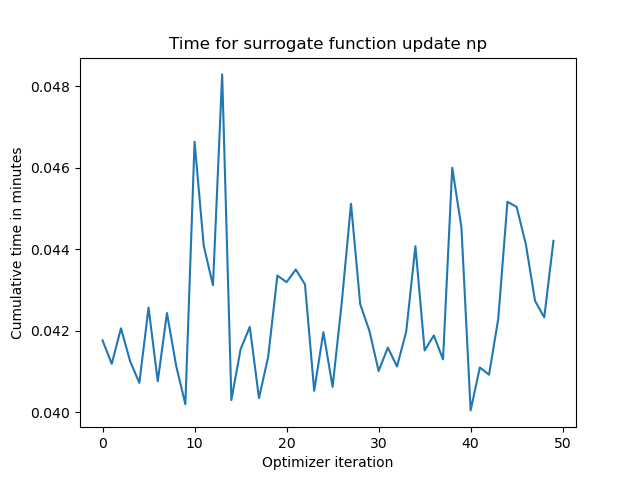 Time for surrogate function update np
Cumulative time in minutes
0.048
0.046
0.044
0.042
0.040
0 10 20 30 40 50
Optimizer iteration